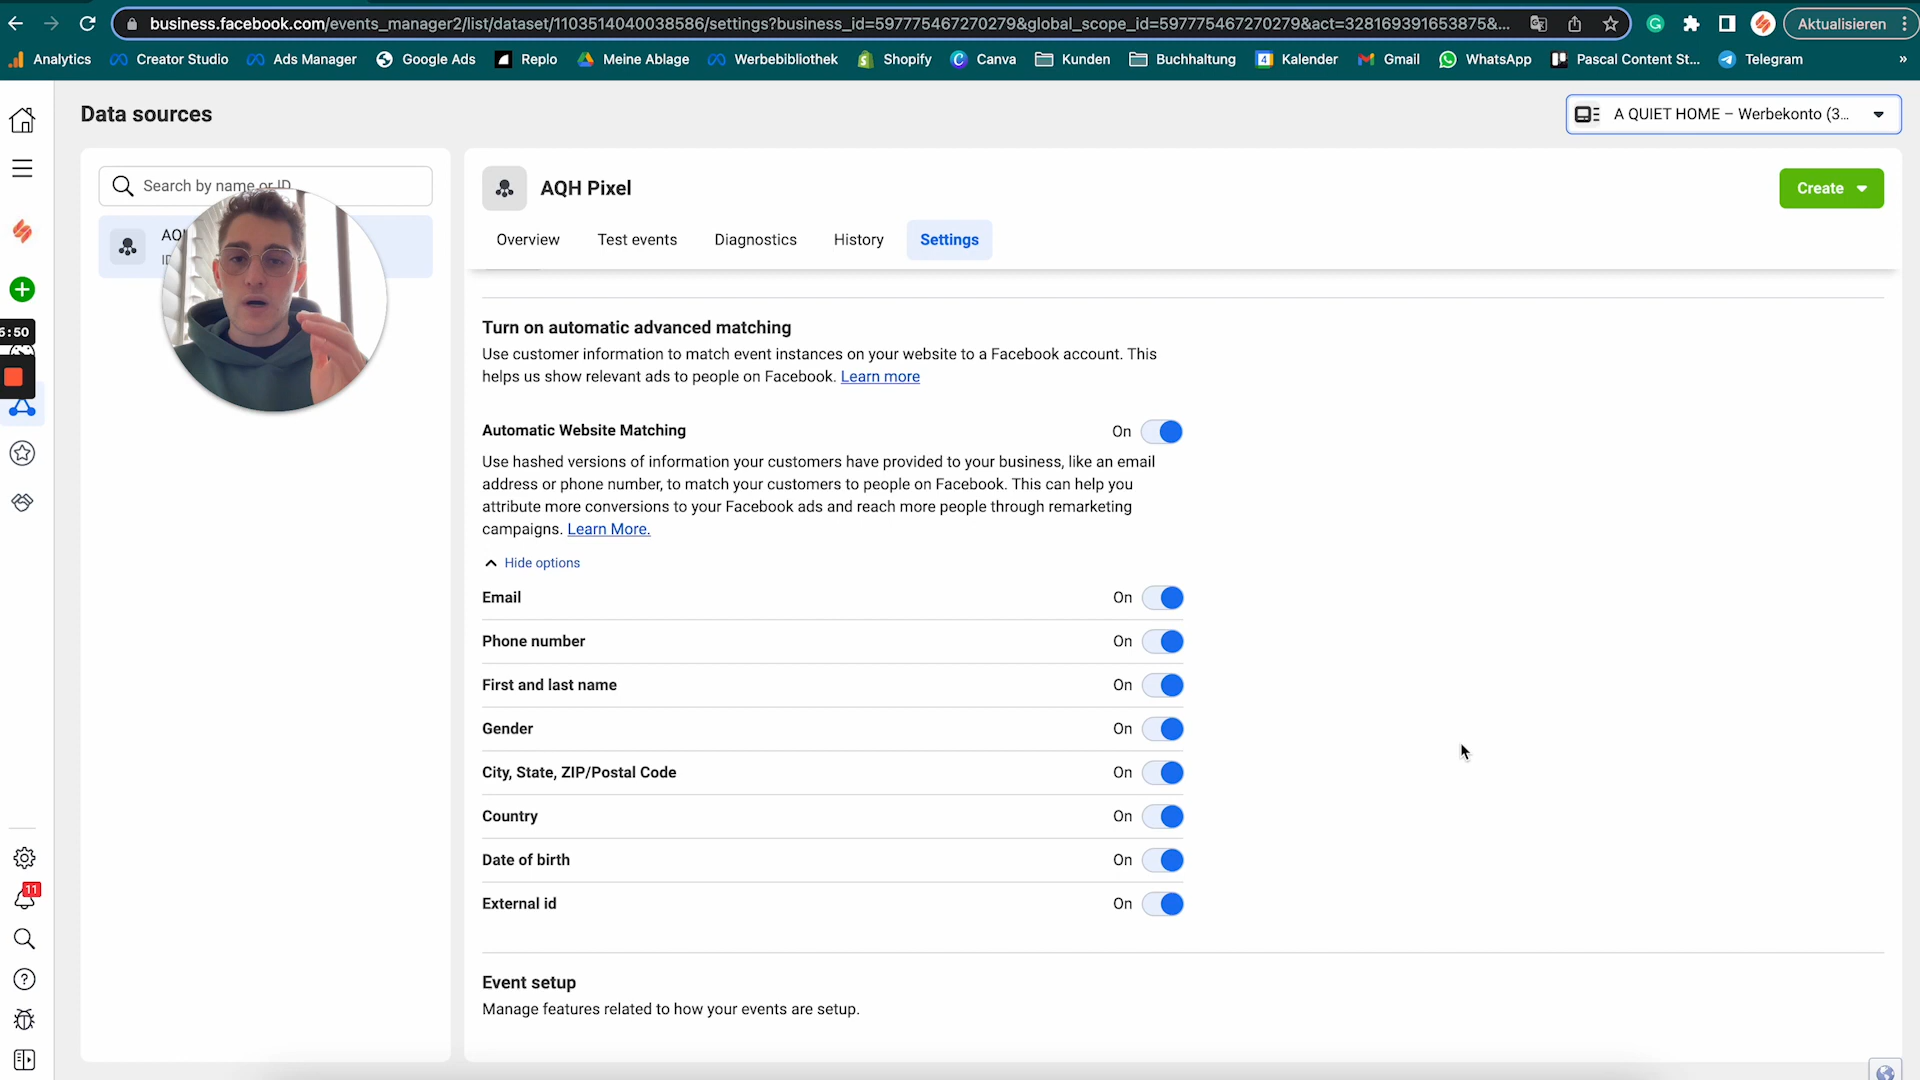 business.facebook.com/events_manager2/list/dataset/1103514040038586/settings?business_id=597775467270279&global_scope_id=597775467270279&act=328169391653875&...
Aktualisieren
Analytics
Creator Studio
Ads Manager
Google Ads
Replo
Meine Ablage
Werbebibliothek
Shopify
Canva
Kunden
Buchhaltung
Kalender
Gmail
WhatsApp
Pascal Content St...
Telegram
»
Data sources
A QUIET HOME – Werbekonto (3...
Search by name or ID
AQH Pixel
Create
Overview
Test events
Diagnostics
History
Settings
5:50
11
Turn on automatic advanced matching
Use customer information to match event instances on your website to a Facebook account. This
helps us show relevant ads to people on Facebook. Learn more
Automatic Website Matching
On
Use hashed versions of information your customers have provided to your business, like an email
address or phone number, to match your customers to people on Facebook. This can help you
attribute more conversions to your Facebook ads and reach more people through remarketing
campaigns. Learn More.
Hide options
Email
On
Phone number
On
First and last name
On
Gender
On
City, State, ZIP/Postal Code
On
Country
On
Date of birth
On
External id
On
Event setup
Manage features related to how your events are setup.